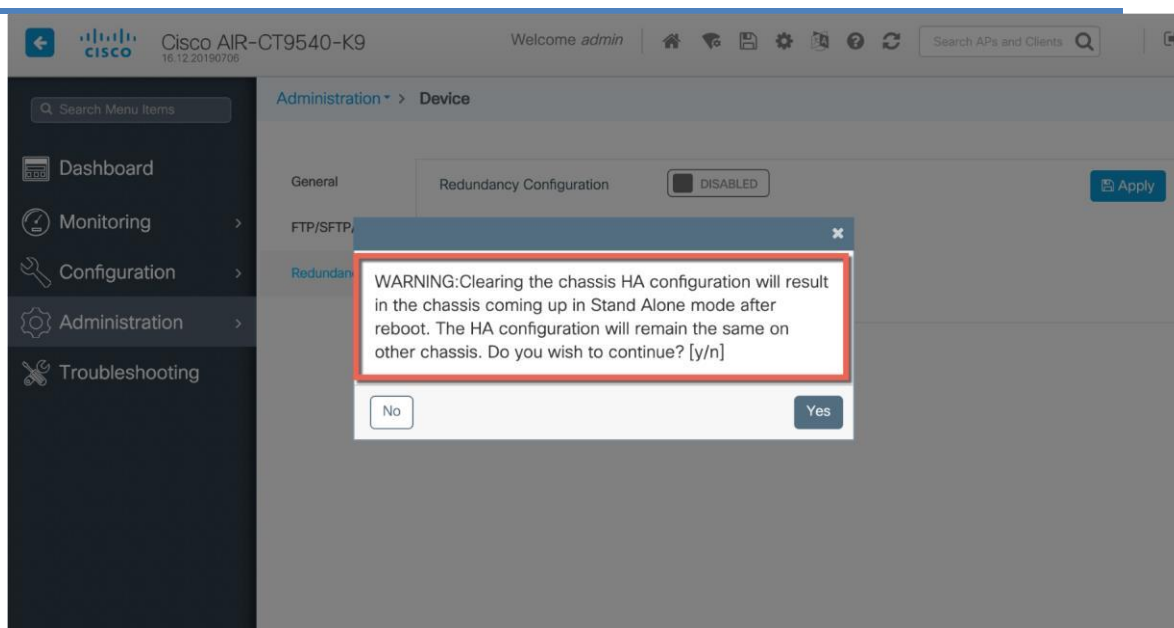 CISCO
Cisco AIR-CT9540-K9
16.12.20190706
Welcome admin
Search APs and Clients
Search Menu Items
Administration > Device
Dashboard
Monitoring
Configuration
Administration
Troubleshooting
General
FTP/SFTP/
Redundan
Redundancy Configuration
DISABLED
Apply
WARNING:Clearing the chassis HA configuration will result
in the chassis coming up in Stand Alone mode after
reboot. The HA configuration will remain the same on
other chassis. Do you wish to continue? [y/n]
No
Yes